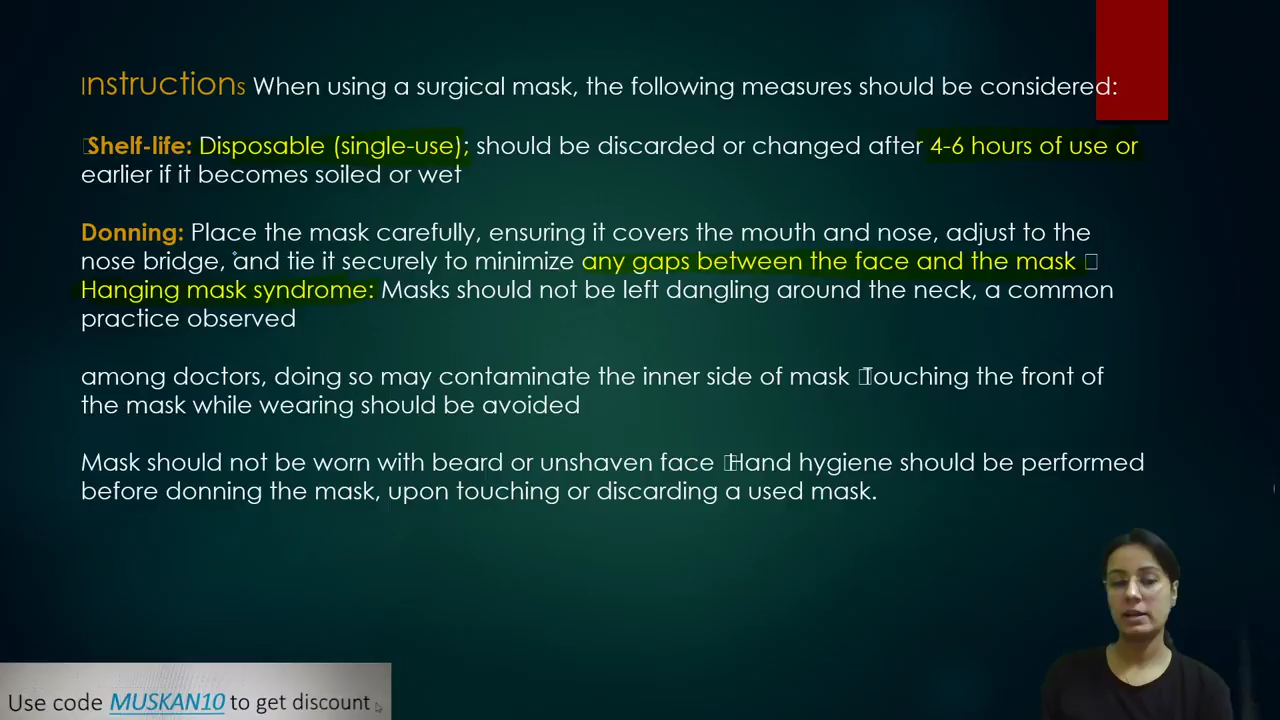 Instructions When using a surgical mask, the following measures should be considered:
Shelf-life: Disposable (single-use); should be discarded or changed after 4-6 hours of use or
earlier if it becomes soiled or wet
Donning: Place the mask carefully, ensuring it covers the mouth and nose, adjust to the
nose bridge, and tie it securely to minimize any gaps between the face and the mask
Hanging mask syndrome: Masks should not be left dangling around the neck, a common
practice observed
among doctors, doing so may contaminate the inner side of mask Touching the front of
the mask while wearing should be avoided
Mask should not be worn with beard or unshaven face Hand hygiene should be performed
before donning the mask, upon touching or discarding a used mask.
Use code MUSKAN10 to get discount